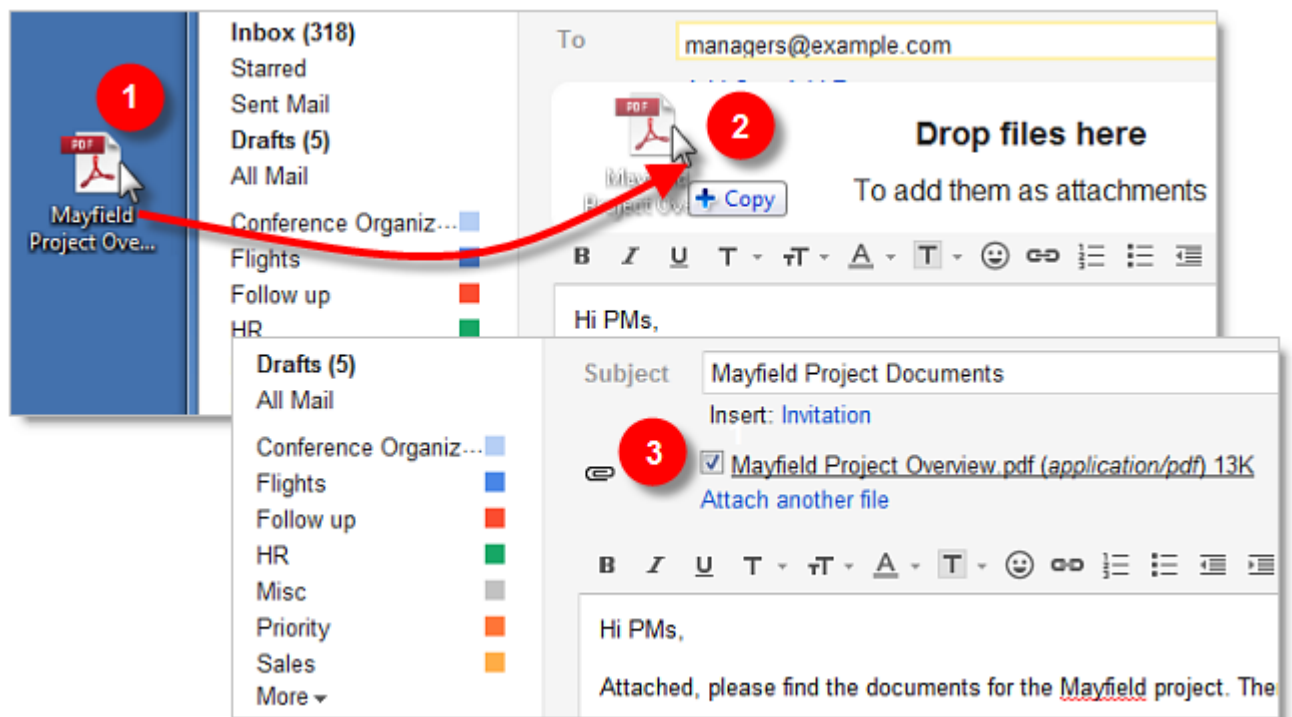 1
PDF
Mayfield
Project Ove...
Inbox (318)
Starred
Sent Mail
Drafts (5)
All Mail
Conference Organiz...
Flights
Follow up
HR
To
managers@example.com
PDF
2
Copy
Drop files here
To add them as attachments
B I U T T A T
Hi PMs,
Drafts (5)
All Mail
Conference Organiz...
Flights
Follow up
HR
Misc
Priority
Sales
More
Subject
Mayfield Project Documents
Insert: Invitation
3
Mayfield Project Overview.pdf (application/pdf) 13K
Attach another file
B I U T T A T
Hi PMs,
Attached, please find the documents for the Mayfield project.